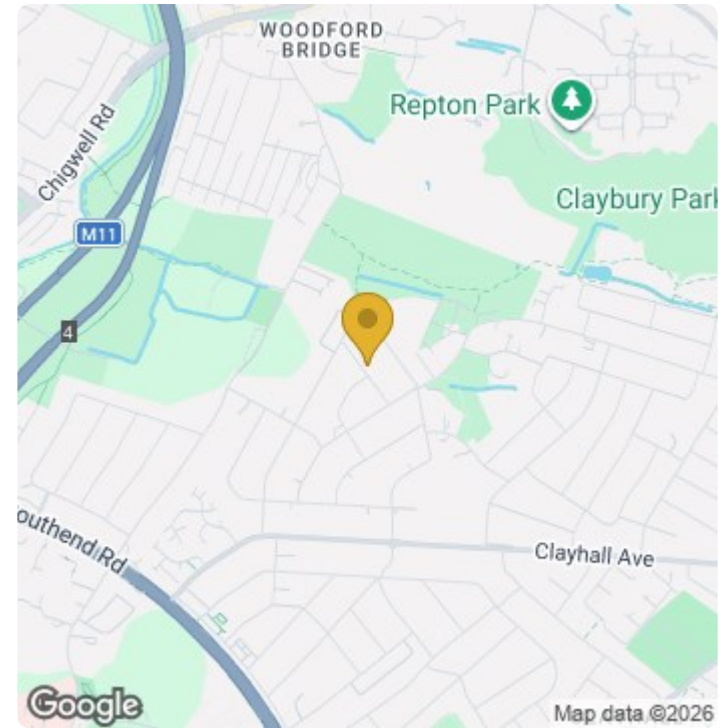 WOODFORD
BRIDGE
Repton Park
Chigwell Rd
Claybury Park
M11
4
outhend Rd
Clayhall Ave
Google
Map data ©2026